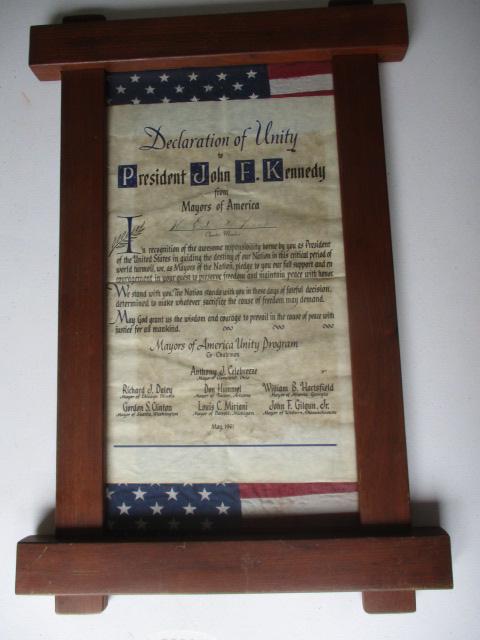 Declaration of Unity
to
President John F. Kennedy
from
Mayors of America
Charter Member
In recognition of the awesome responsibility borne by you as President
of the United States in guiding the destiny of our Nation in this critical period of
world turmoil, we, as Mayors of the Nation, pledge to you our full support and en
couragement in your quest to preserve freedom and maintain peace with honor.
We stand with you. The Nation stands with you in these days of fateful decision,
determined to make whatever sacrifice the cause of freedom may demand.
May God grant us the wisdom and courage to prevail in the cause of peace with
justice for all mankind.
Mayors of America Unity Program
Co-Chairmen
Anthony J. Celebrezze
Mayor of Cleveland, Ohio
Richard J. Daley Don Hummel William B. Hartsfield
Mayor of Chicago, Illinois Mayor of Tucson, Arizona Mayor of Atlanta, Georgia
Gordon S. Clinton Louis C. Miriani John F. Gilgun, Jr.
Mayor of Seattle, Washington Mayor of Detroit, Michigan Mayor of Woburn, Massachusetts
May, 1961